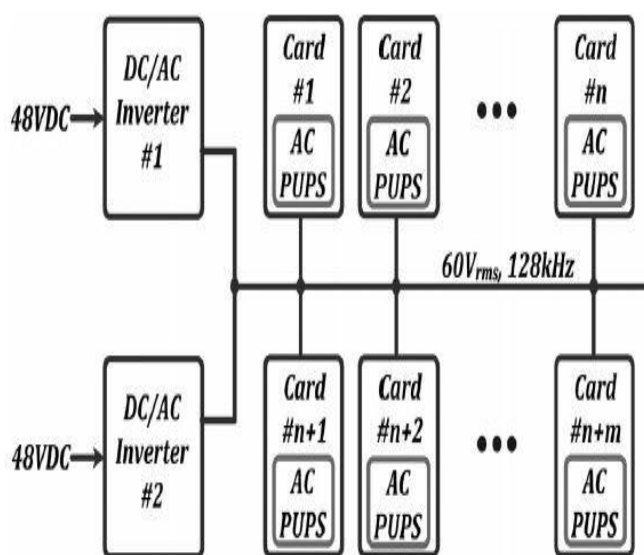 48VDC
DC/AC
Inverter
#1
Card
#1
AC
PUPS
Card
#2
AC
PUPS
Card
#n
AC
PUPS
60Vrms, 128kHz
48VDC
DC/AC
Inverter
#2
Card
#n+1
AC
PUPS
Card
#n+2
AC
PUPS
Card
#n+m
AC
PUPS